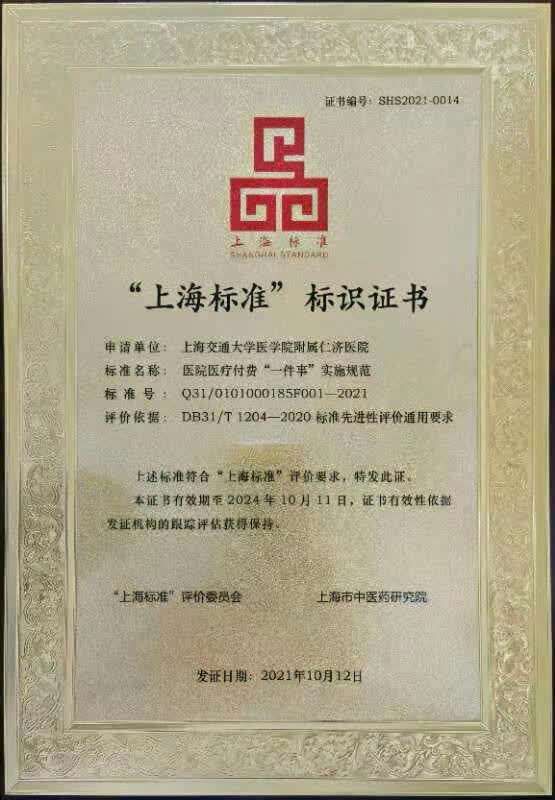 证书编号：SHS2021-0014
上海标准
SHANGHAI STANDARD
“上海标准”标识证书
申请单位：上海交通大学医学院附属仁济医院
标准名称：医院医疗付费“一件事”实施规范
标准号：Q31/0101000185F001—2021
评价依据：DB31/T 1204—2020 标准先进性评价通用要求
上述标准符合“上海标准”评价要求，特发此证。
本证书有效期至2024年10月11日，证书有效性依据
发证机构的跟踪评估获得保持。
“上海标准”评价委员会 上海市中医药研究院
发证日期：2021年10月12日